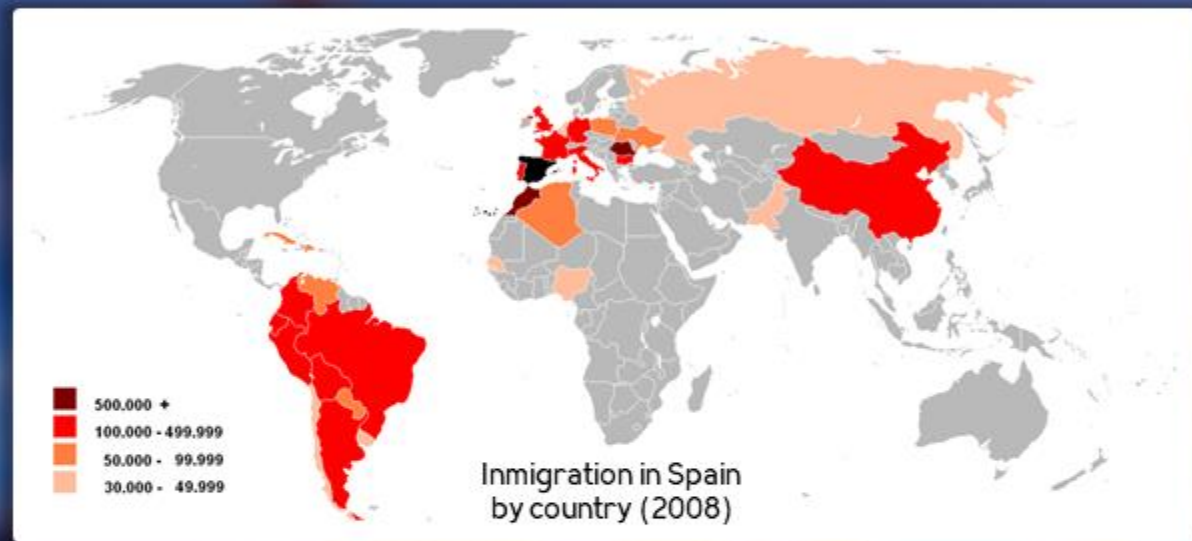 500.000 +
100.000 - 499.999
50.000 - 99.999
30.000 - 49.999
Inmigration in Spain
by country (2008)